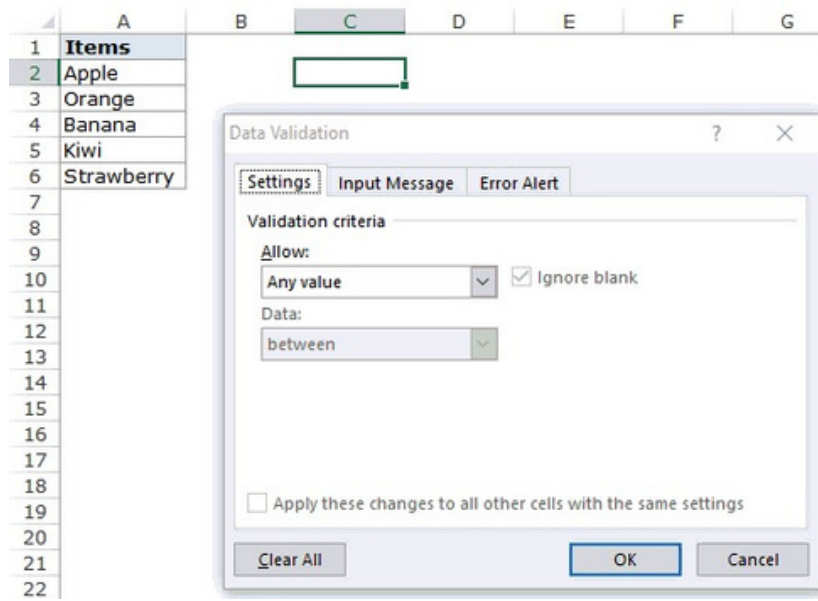 A B C D E F G
1 Items
2 Apple
3 Orange
4 Banana
5 Kiwi
6 Strawberry
7
8
9
10
11
12
13
14
15
16
17
18
19
20
21
22
Data Validation ? ×
Settings Input Message Error Alert
Validation criteria
Allow:
Any value Ignore blank
Data:
between
Apply these changes to all other cells with the same settings
Clear All OK Cancel